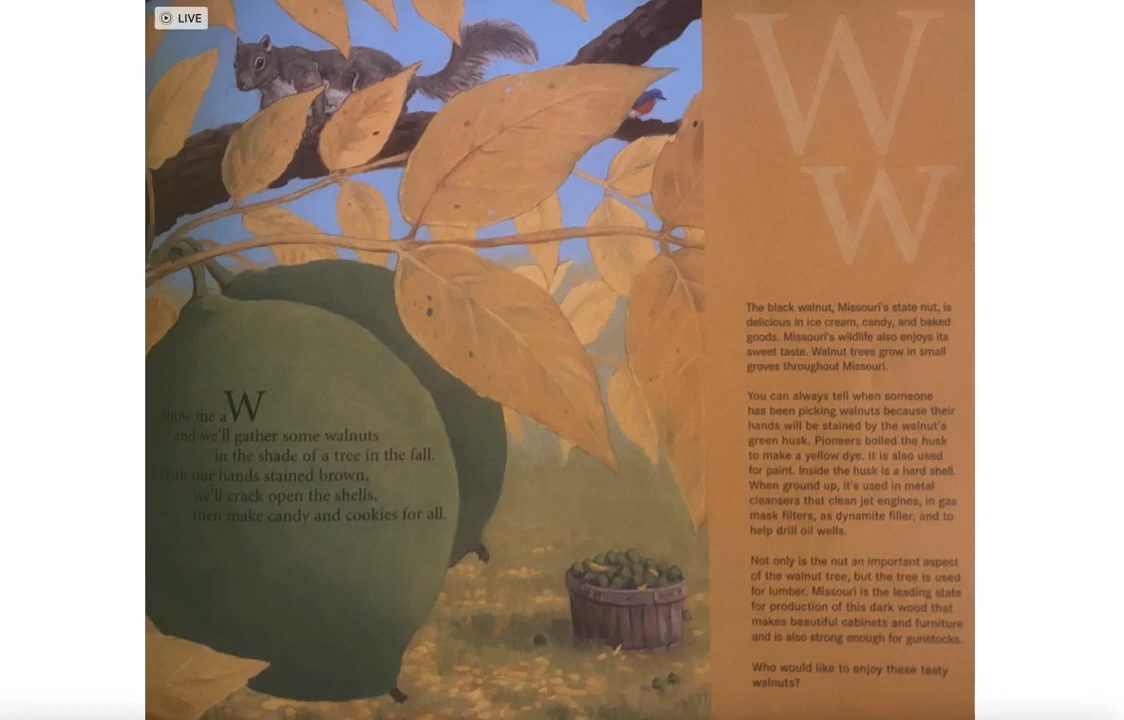 LIVE
W
w
Show me a W
and we'll gather some walnuts
in the shade of a tree in the fall.
With our hands stained brown,
we'll crack open the shells,
then make candy and cookies for all.
The black walnut, Missouri's state nut, is
delicious in ice cream, candy, and baked
goods. Missouri's wildlife also enjoys its
sweet taste. Walnut trees grow in small
groves throughout Missouri.
You can always tell when someone
has been picking walnuts because their
hands will be stained by the walnut's
green husk. Pioneers boiled the husk
to make a yellow dye. It is also used
for paint. Inside the husk is a hard shell.
When ground up, it's used in metal
cleansers that clean jet engines, in gas
mask filters, as dynamite filler, and to
help drill oil wells.
Not only is the nut an important aspect
of the walnut tree, but the tree is used
for lumber. Missouri is the leading state
for production of this dark wood that
makes beautiful cabinets and furniture
and is also strong enough for gunstocks.
Who would like to enjoy these tasty
walnuts?